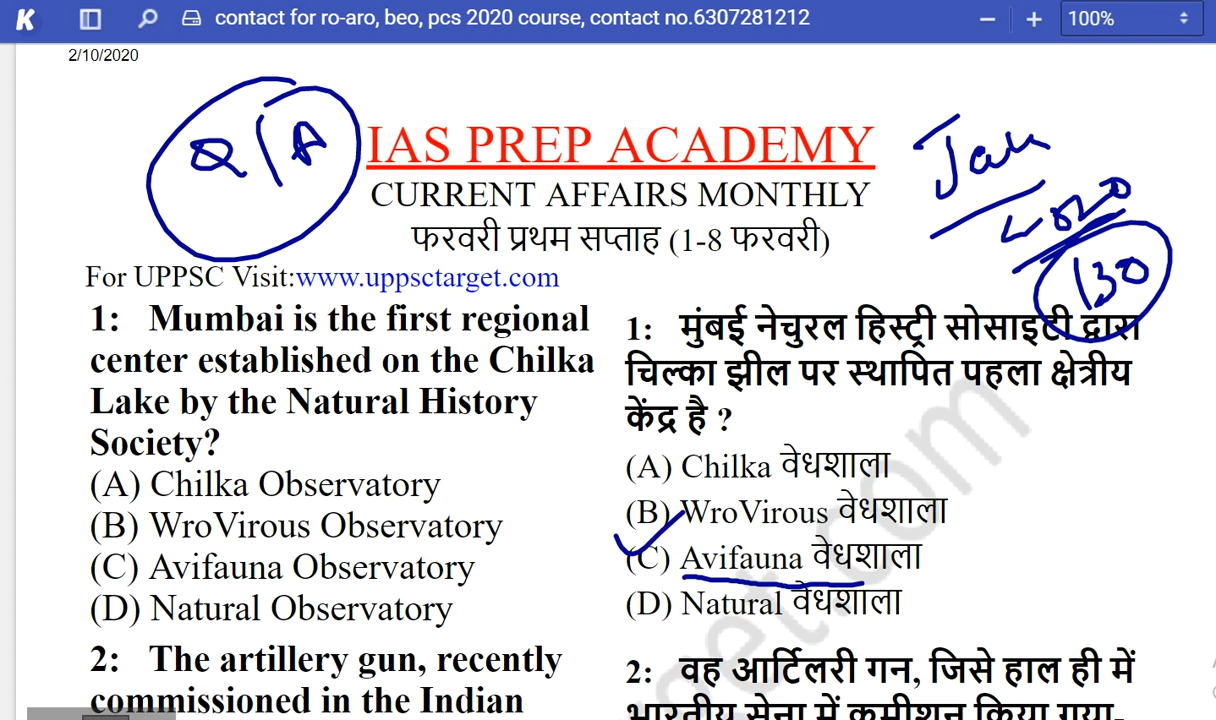 contact for ro-aro, beo, pcs 2020 course, contact no.6307281212
100%
2/10/2020
Q/A
IAS PREP ACADEMY
Jan
2020
130
CURRENT AFFAIRS MONTHLY
फरवरी प्रथम सप्ताह (1-8 फरवरी)
For UPPSC Visit:www.uppsctarget.com
1: Mumbai is the first regional
center established on the Chilka
Lake by the Natural History
Society?
(A) Chilka Observatory
(B) WroVirous Observatory
(C) Avifauna Observatory
(D) Natural Observatory
2: The artillery gun, recently
commissioned in the Indian
1: मुंबई नेचुरल हिस्ट्री सोसाइटी द्वारा
चिल्का झील पर स्थापित पहला क्षेत्रीय
केंद्र है ?
(A) Chilka वेधशाला
(B) WroVirous वेधशाला
(C) Avifauna वेधशाला
(D) Natural वेधशाला
2: वह आर्टिलरी गन, जिसे हाल ही में
भारतीय सेना में कमीशन किया गया-